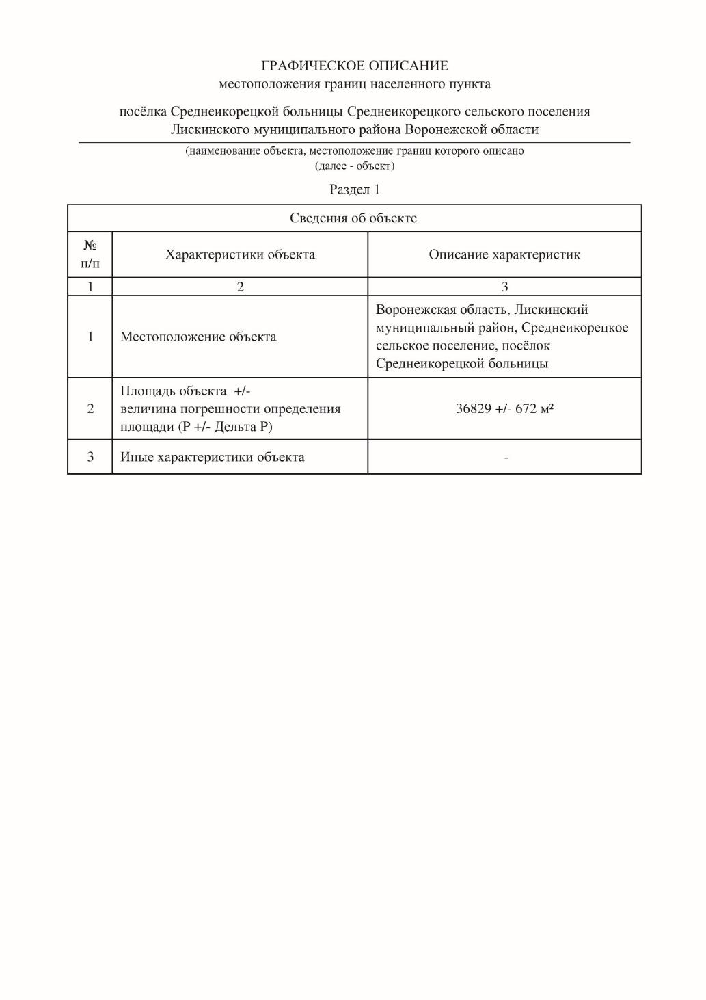 ГРАФИЧЕСКОЕ ОПИСАНИЕ
местоположения границ населенного пункта
посёлка Среднеикорецкой больницы Среднеикорецкого сельского поселения
Лискинского муниципального района Воронежской области
(наименование объекта, местоположение границ которого описано
(далее - объект)
Раздел 1
Сведения об объекте
№
п/п
Характеристики объекта
Описание характеристик
1
2
3
1
Местоположение объекта
Воронежская область, Лискинский
муниципальный район, Среднеикорецкое
сельское поселение, посёлок
Среднеикорецкой больницы
2
Площадь объекта +/-
величина погрешности определения
площади (P +/- Дельта P)
36829 +/- 672 м²
3
Иные характеристики объекта
-